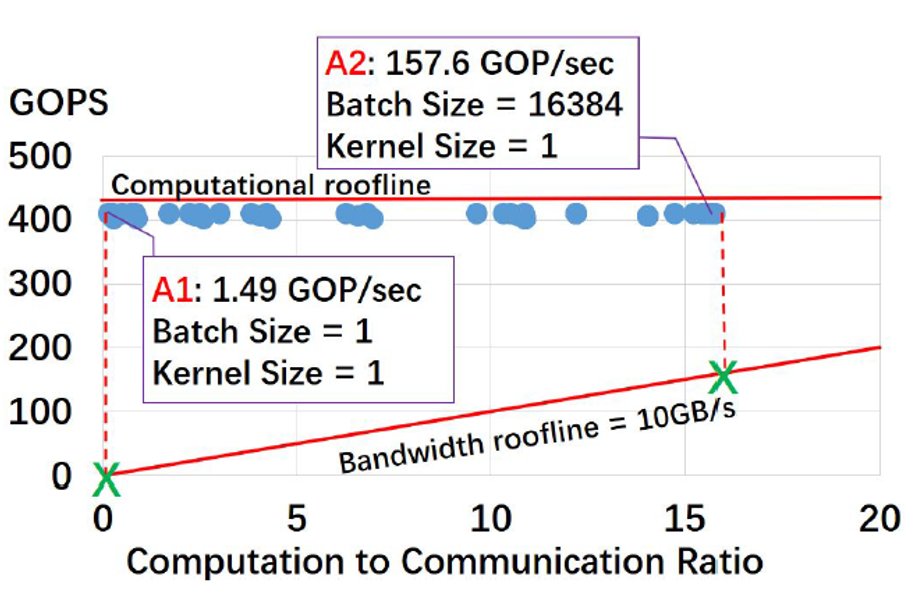 A2: 157.6 GOP/sec
Batch Size = 16384
Kernel Size = 1
GOPS
500
Computational roofline
400
300
A1: 1.49 GOP/sec
Batch Size = 1
Kernel Size = 1
200
100
Bandwidth roofline = 10GB/s
0
0 5 10 15 20
Computation to Communication Ratio